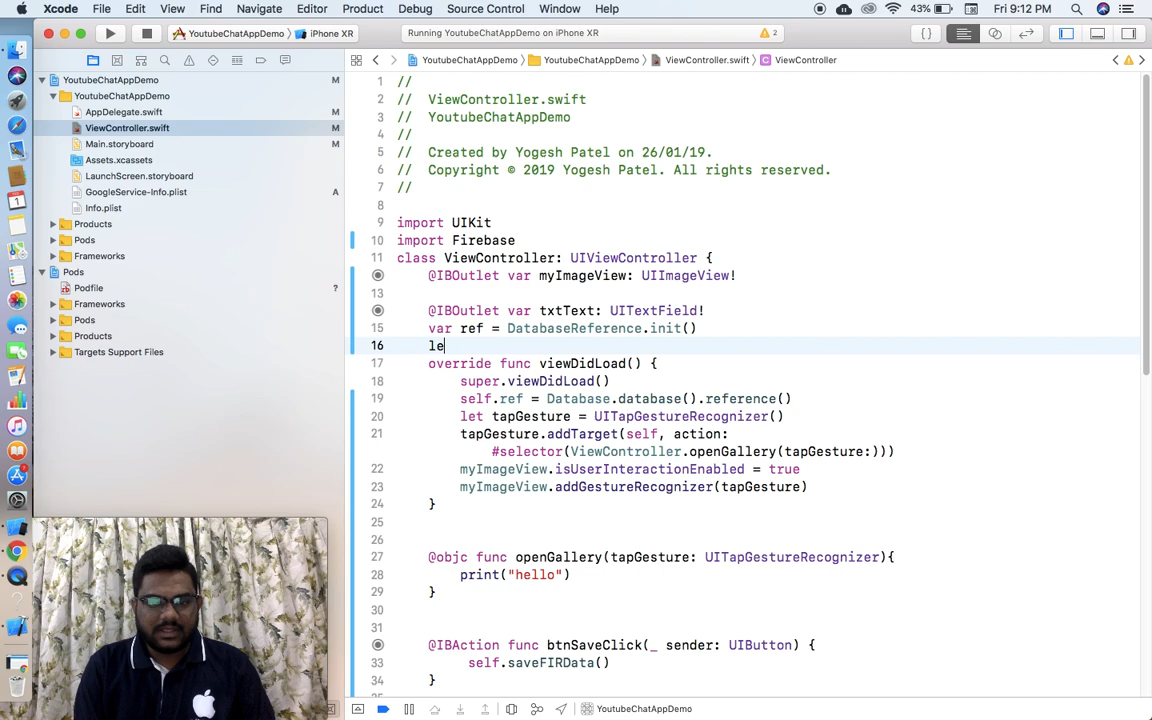 Xcode File Edit View Find Navigate Editor Product Debug Source Control Window Help 43% Fri 9:12 PM
YoutubeChatAppDemo iPhone XR Running YoutubeChatAppDemo on iPhone XR 2
YoutubeChatAppDemo YoutubeChatAppDemo ViewController.swift C ViewController
YoutubeChatAppDemo M
YoutubeChatAppDemo
AppDelegate.swift M
ViewController.swift M
Main.storyboard M
Assets.xcassets
LaunchScreen.storyboard
GoogleService-Info.plist A
Info.plist
Products
Pods
Frameworks
Pods
Podfile ?
Frameworks
Pods
Products
Targets Support Files
1 //
2 // ViewController.swift
3 // YoutubeChatAppDemo
4 //
5 // Created by Yogesh Patel on 26/01/19.
6 // Copyright © 2019 Yogesh Patel. All rights reserved.
7 //
8
9 import UIKit
10 import Firebase
11 class ViewController: UIViewController {
@IBOutlet var myImageView: UIImageView!
13
@IBOutlet var txtText: UITextField!
15 var ref = DatabaseReference.init()
16 le
17 override func viewDidLoad() {
18 super.viewDidLoad()
19 self.ref = Database.database().reference()
20 let tapGesture = UITapGestureRecognizer()
21 tapGesture.addTarget(self, action:
#selector(ViewController.openGallery(tapGesture:)))
22 myImageView.isUserInteractionEnabled = true
23 myImageView.addGestureRecognizer(tapGesture)
24 }
25
26
27 @objc func openGallery(tapGesture: UITapGestureRecognizer){
28 print("hello")
29 }
30
31
@IBAction func btnSaveClick(_ sender: UIButton) {
33 self.saveFIRData()
34 }
YoutubeChatAppDemo